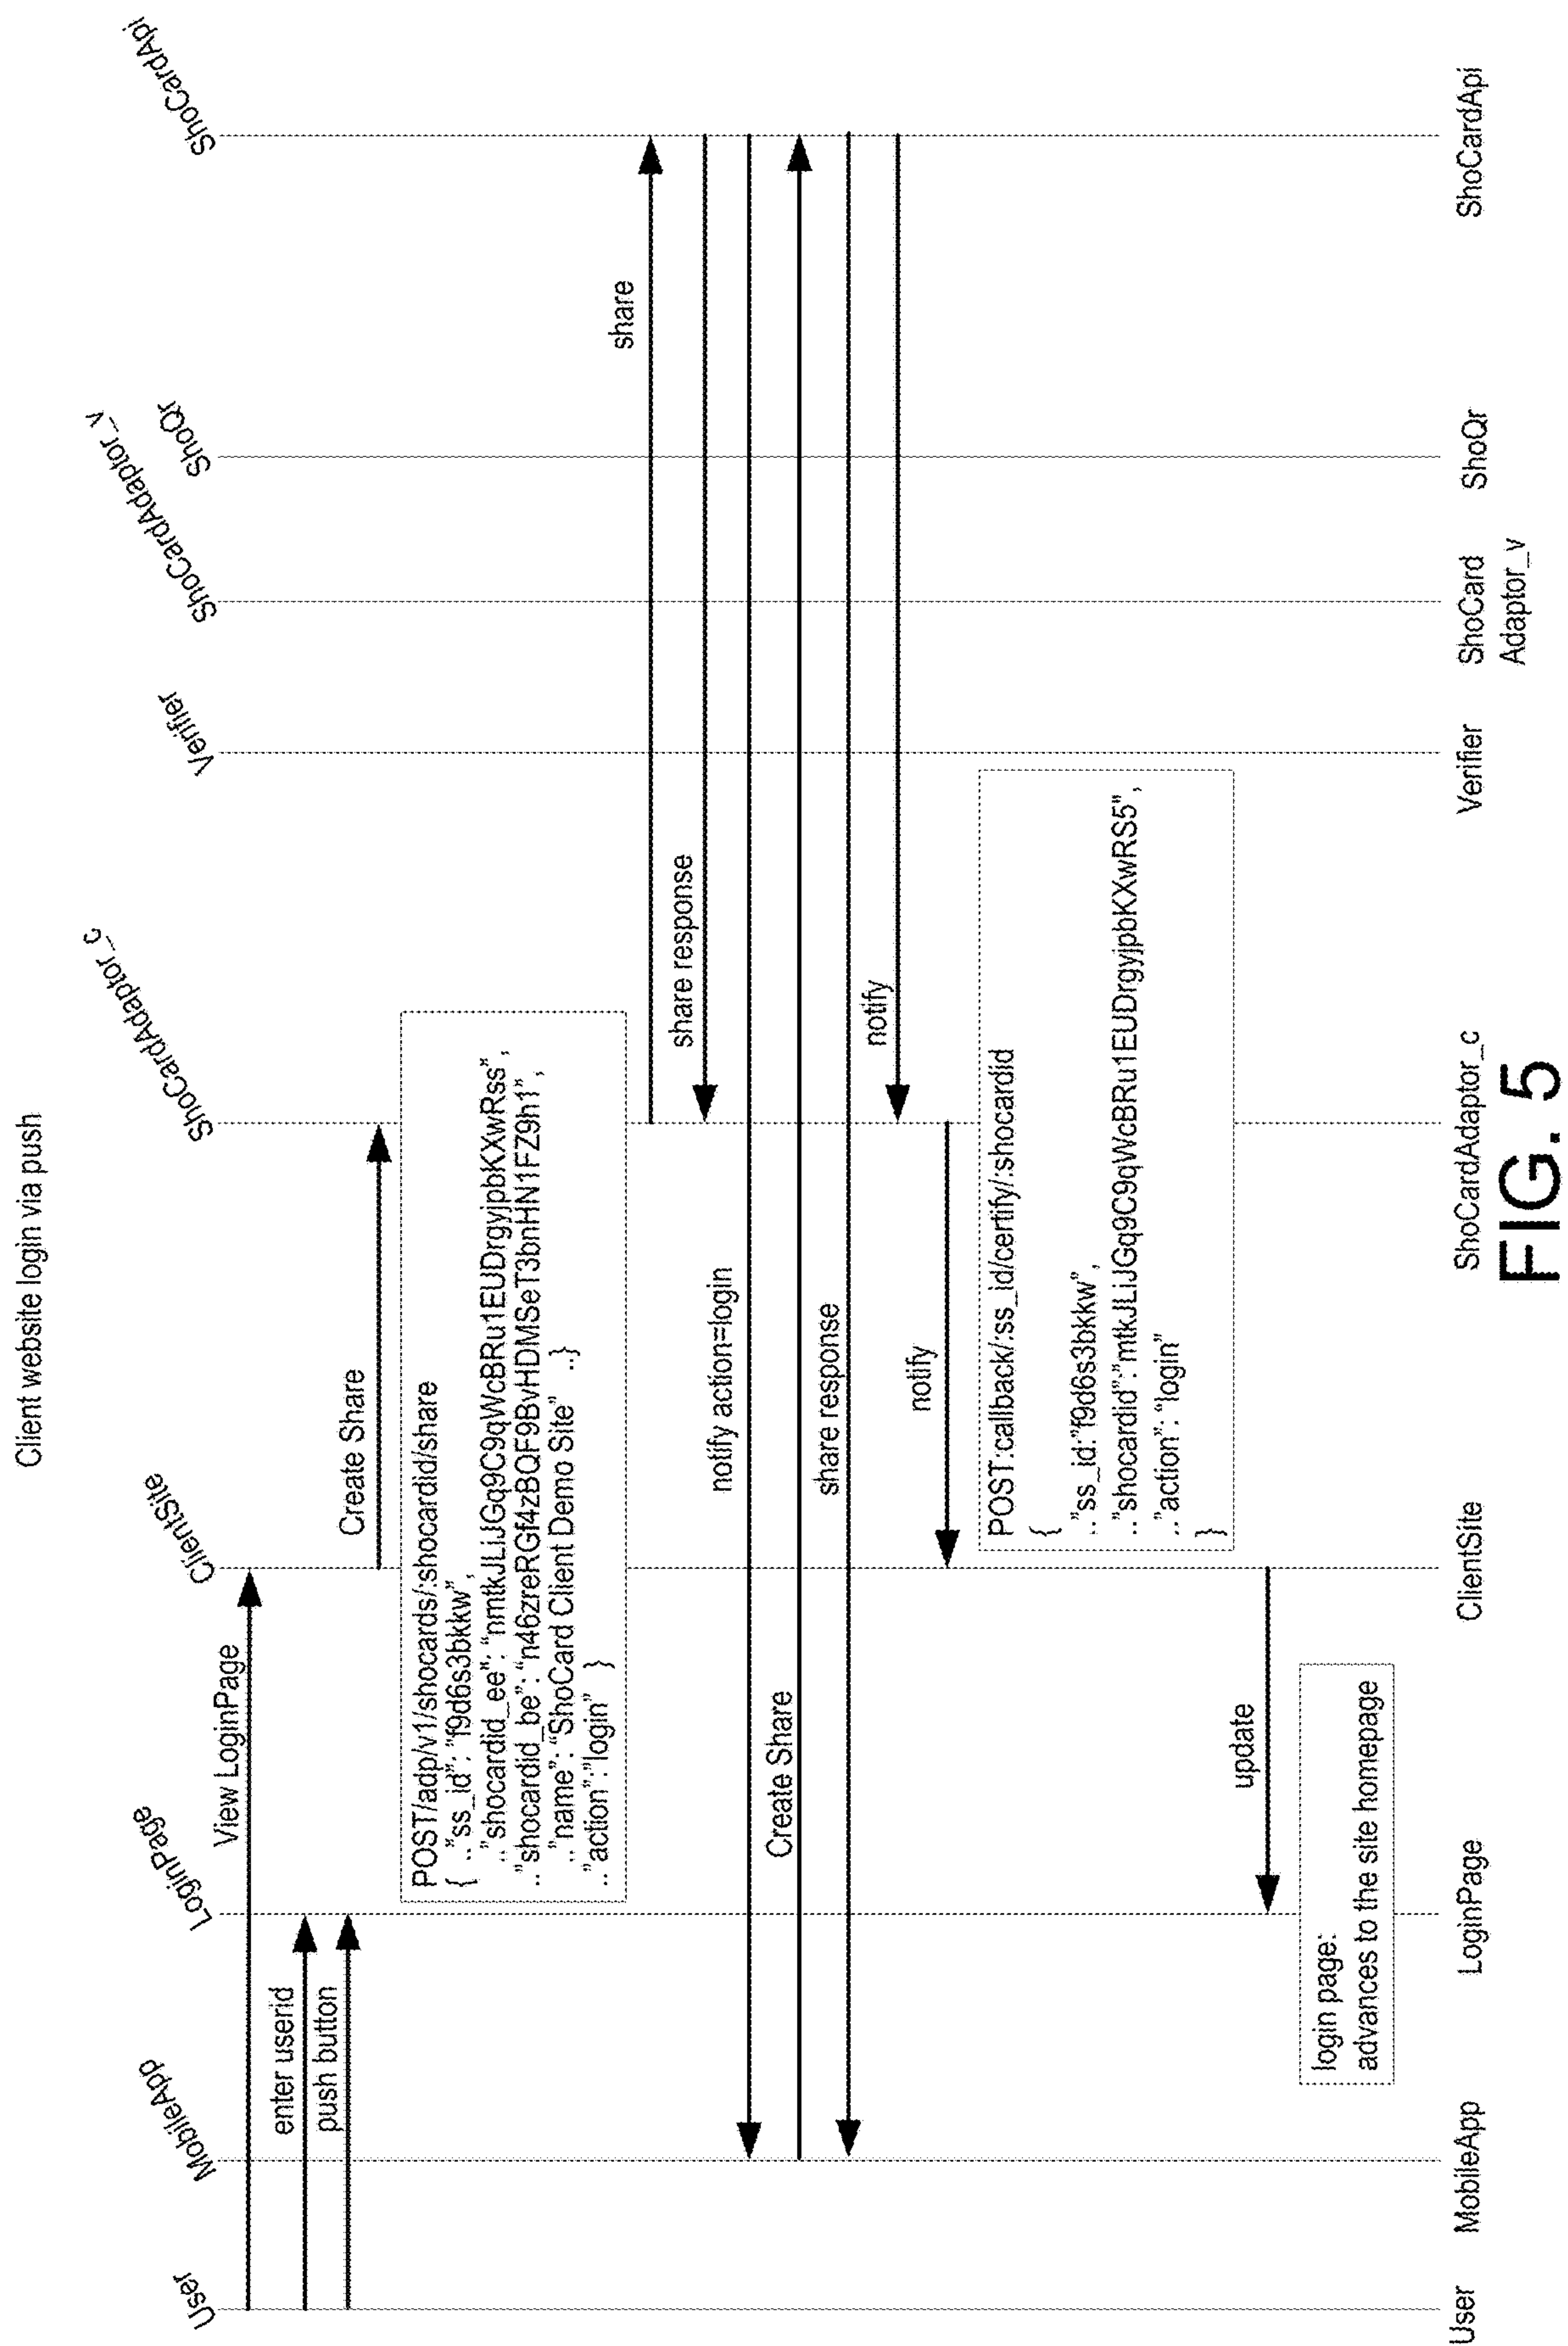 Client website login via push
User
MobileApp
LoginPage
ClientSite
ShoCardAdaptor_c
Verifier
ShoCardAdaptor_v
ShoQr
ShoCardApi
View LoginPage
enter userid
push button
Create Share
POST/adp/v1/shocards/:shocardid/share
{ .."ss_id": "f9d6s3bkkw",
.."shocardid_ee": "nmtkJLiJGq9C9qWcBRu1EUDrgyjpbKXwRss",
.."shocardid_be": "n46zreRGf4zBQF9BvHDMSeT3bnHN1FZ9h1",
.."name": "ShoCard Client Demo Site" ..}
.."action":"login" }
share
share response
notify action=login
Create Share
share response
notify
notify
POST:callback/:ss_id/certify/:shocardid
{
.."ss_id:"f9d6s3bkkw",
.."shocardid":"mtkJLiJGq9C9qWcBRu1EUDrgyjpbKXwRS5",
.."action": "login"
}
update
login page:
advances to the site homepage
User
MobileApp
LoginPage
ClientSite
ShoCardAdaptor_c
Verifier
ShoCard
Adaptor_v
ShoQr
ShoCardApi
FIG. 5